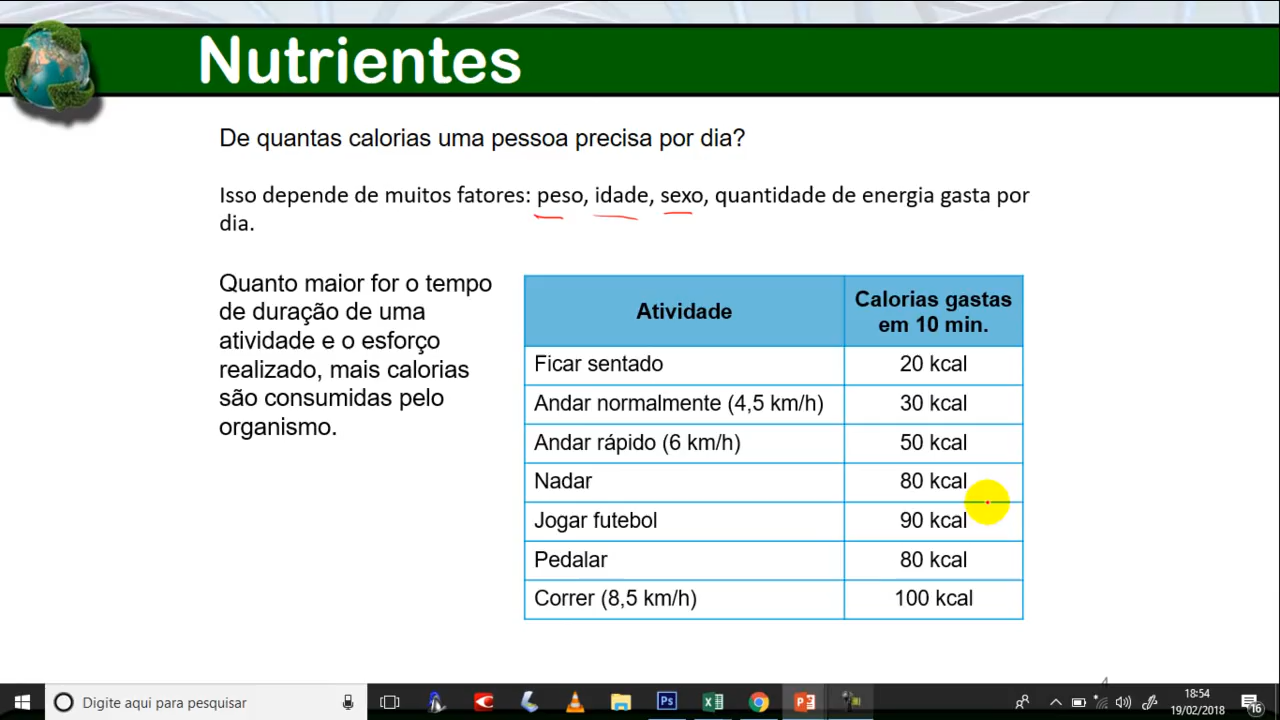 Nutrientes
De quantas calorias uma pessoa precisa por dia?
Isso depende de muitos fatores: peso, idade, sexo, quantidade de energia gasta por
dia.
Quanto maior for o tempo
de duração de uma
atividade e o esforço
realizado, mais calorias
são consumidas pelo
organismo.
Atividade
Calorias gastas
em 10 min.
Ficar sentado 20 kcal
Andar normalmente (4,5 km/h) 30 kcal
Andar rápido (6 km/h) 50 kcal
Nadar 80 kcal
Jogar futebol 90 kcal
Pedalar 80 kcal
Correr (8,5 km/h) 100 kcal
Digite aqui para pesquisar
18:54
19/02/2018
16